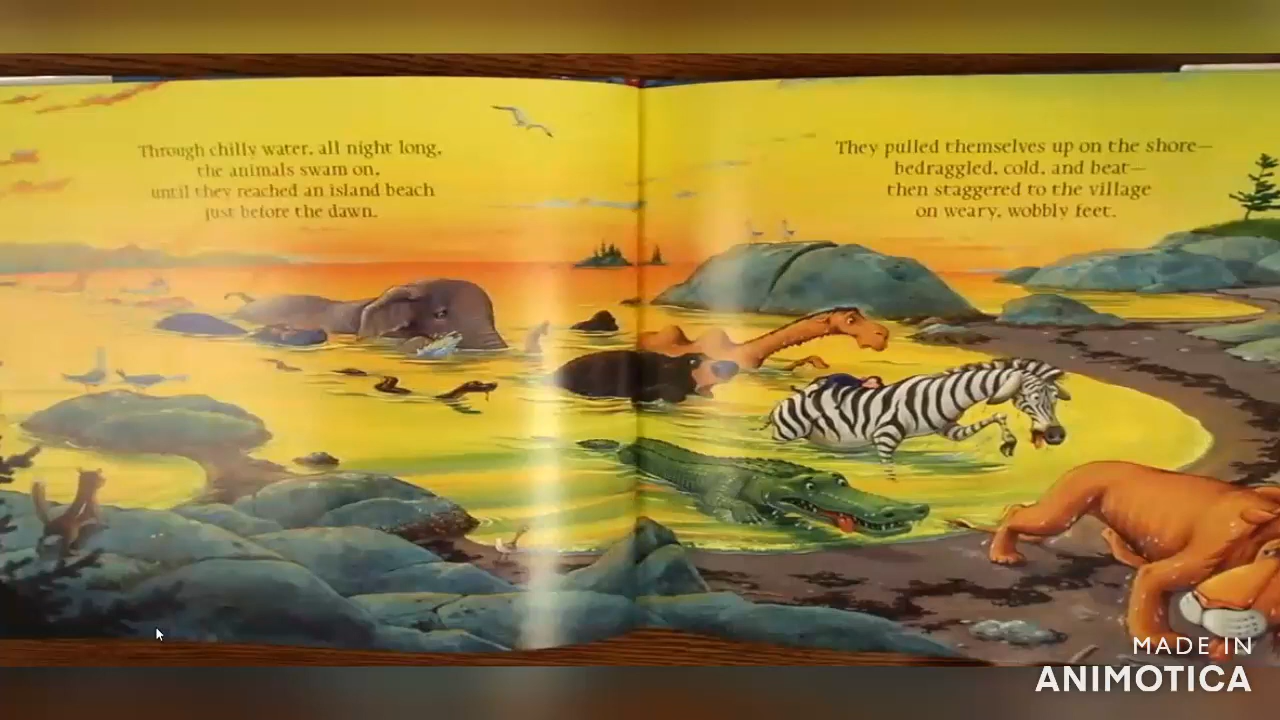 Through chilly water, all night long,
the animals swam on,
until they reached an island beach
just before the dawn.
They pulled themselves up on the shore—
bedraggled, cold, and beat—
then staggered to the village
on weary, wobbly feet.
MADE IN
ANIMOTICA